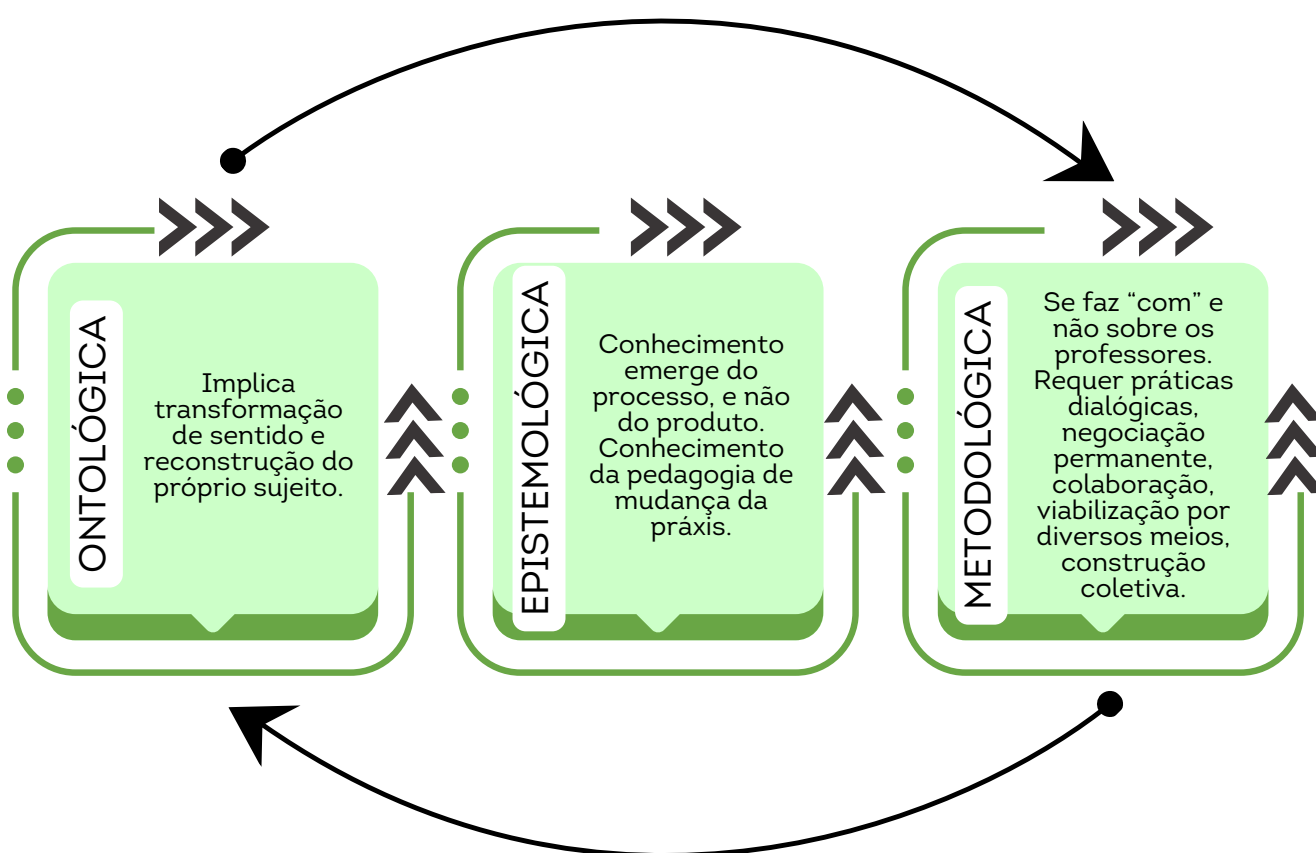 ONTOLÓGICA
Implica
transformação
de sentido e
reconstrução do
próprio sujeito.
EPISTEMOLÓGICA
Conhecimento
emerge do
processo, e não
do produto.
Conhecimento
da pedagogia de
mudança da
práxis.
METODOLÓGICA
Se faz “com” e
não sobre os
professores.
Requer práticas
dialógicas,
negociação
permanente,
colaboração,
viabilização por
diversos meios,
construção
coletiva.